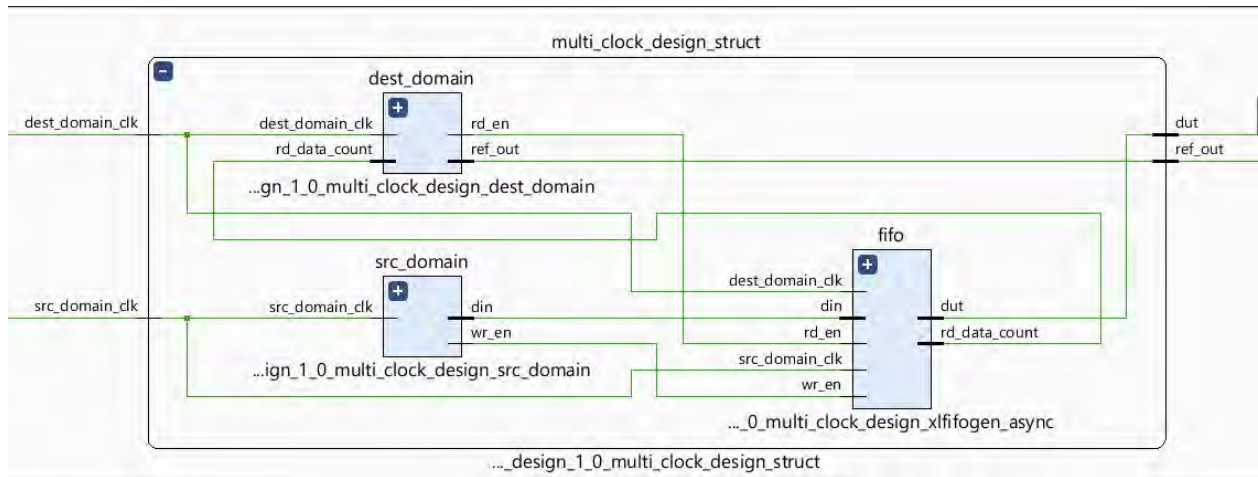 multi_clock_design_struct
dest_domain
dest_domain_clk
dest_domain_clk
rd_en
rd_data_count
ref_out
...gn_1_0_multi_clock_design_dest_domain
dut
ref_out
src_domain
src_domain_clk
src_domain_clk
din
wr_en
...ign_1_0_multi_clock_design_src_domain
fifo
dest_domain_clk
din
rd_en
src_domain_clk
wr_en
dut
rd_data_count
..._0_multi_clock_design_xlfifogen_async
..._design_1_0_multi_clock_design_struct